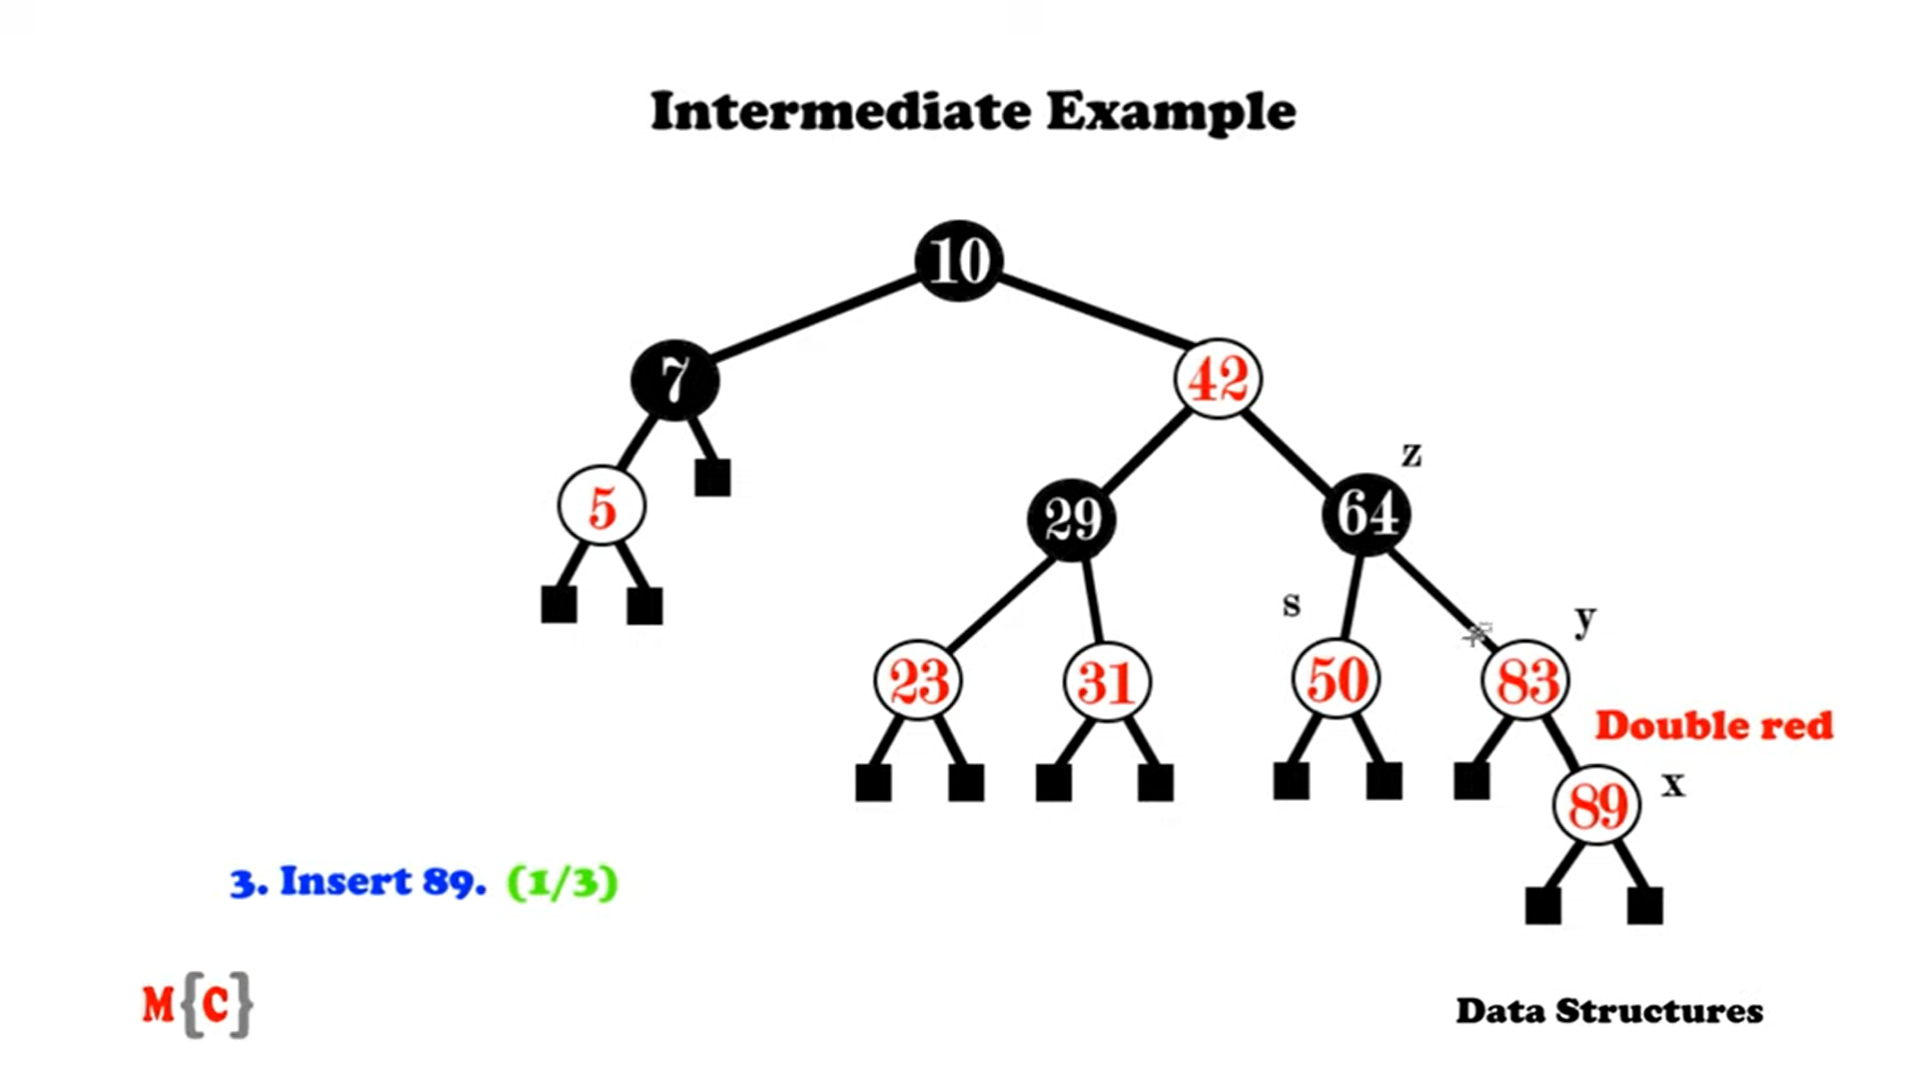 Intermediate Example
10
7
42
z
5
29
64
s
y
23
31
50
83
Double red
89
x
3. Insert 89. (1/3)
M{C}
Data Structures